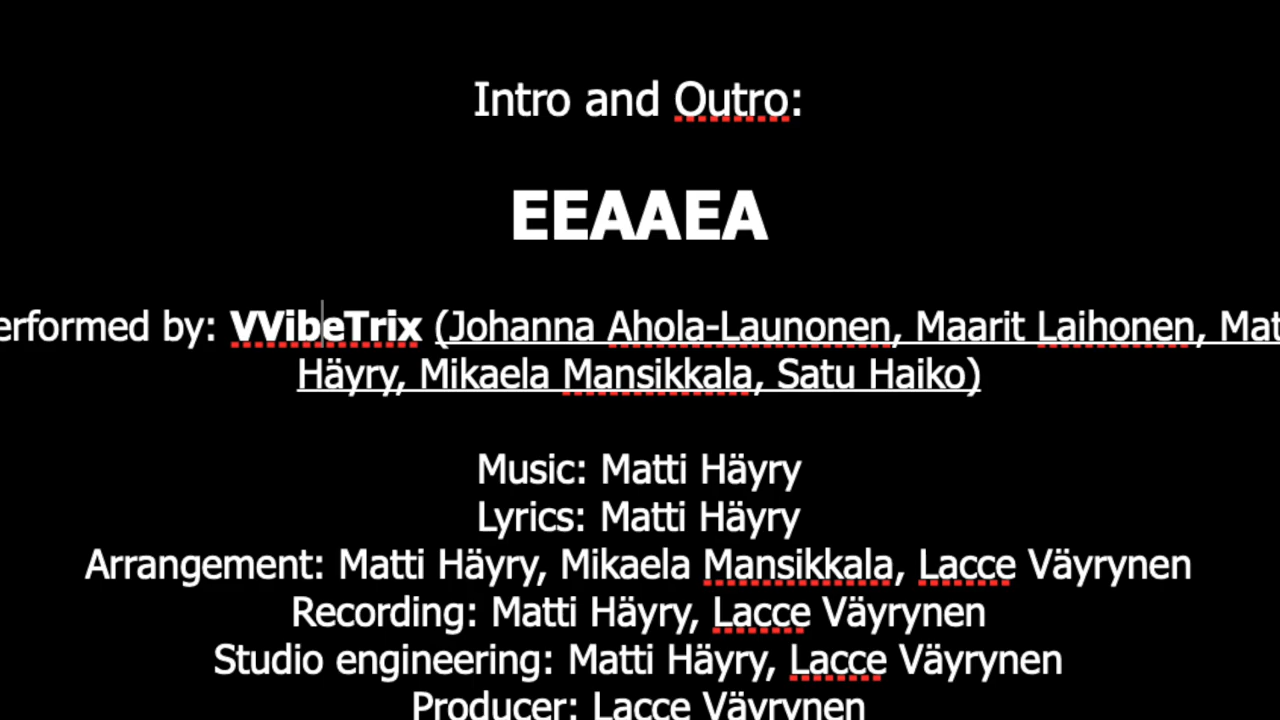 Intro and Outro:
EEAAEA
erformed by: VVibeTrix (Johanna Ahola-Launonen, Maarit Laihonen, Mat
Häyry, Mikaela Mansikkala, Satu Haiko)
Music: Matti Häyry
Lyrics: Matti Häyry
Arrangement: Matti Häyry, Mikaela Mansikkala, Lacce Väyrynen
Recording: Matti Häyry, Lacce Väyrynen
Studio engineering: Matti Häyry, Lacce Väyrynen
Producer: Lacce Väyrynen